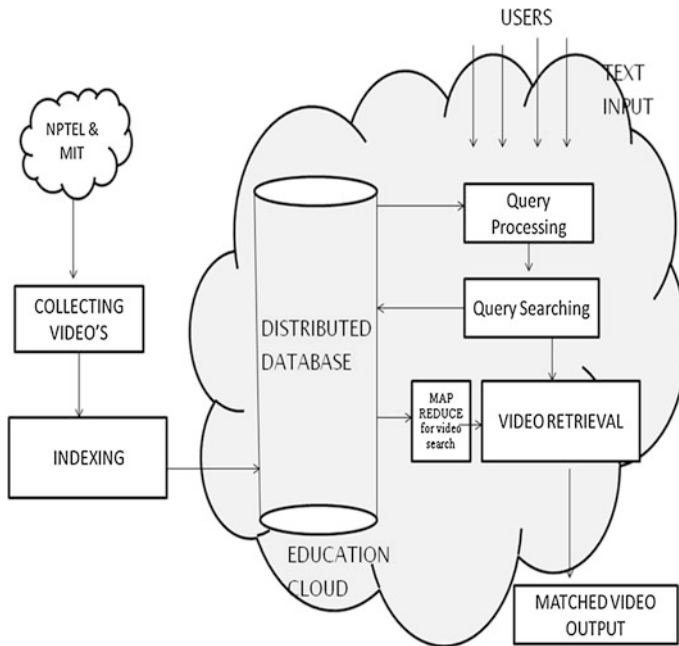 USERS
TEXT
INPUT
NPTEL &
MIT
Query
Processing
COLLECTING
VIDEO'S
Query Searching
DISTRIBUTED
DATABASE
MAP
REDUCE
for video
search
VIDEO RETRIEVAL
INDEXING
EDUCATION
CLOUD
MATCHED VIDEO
OUTPUT